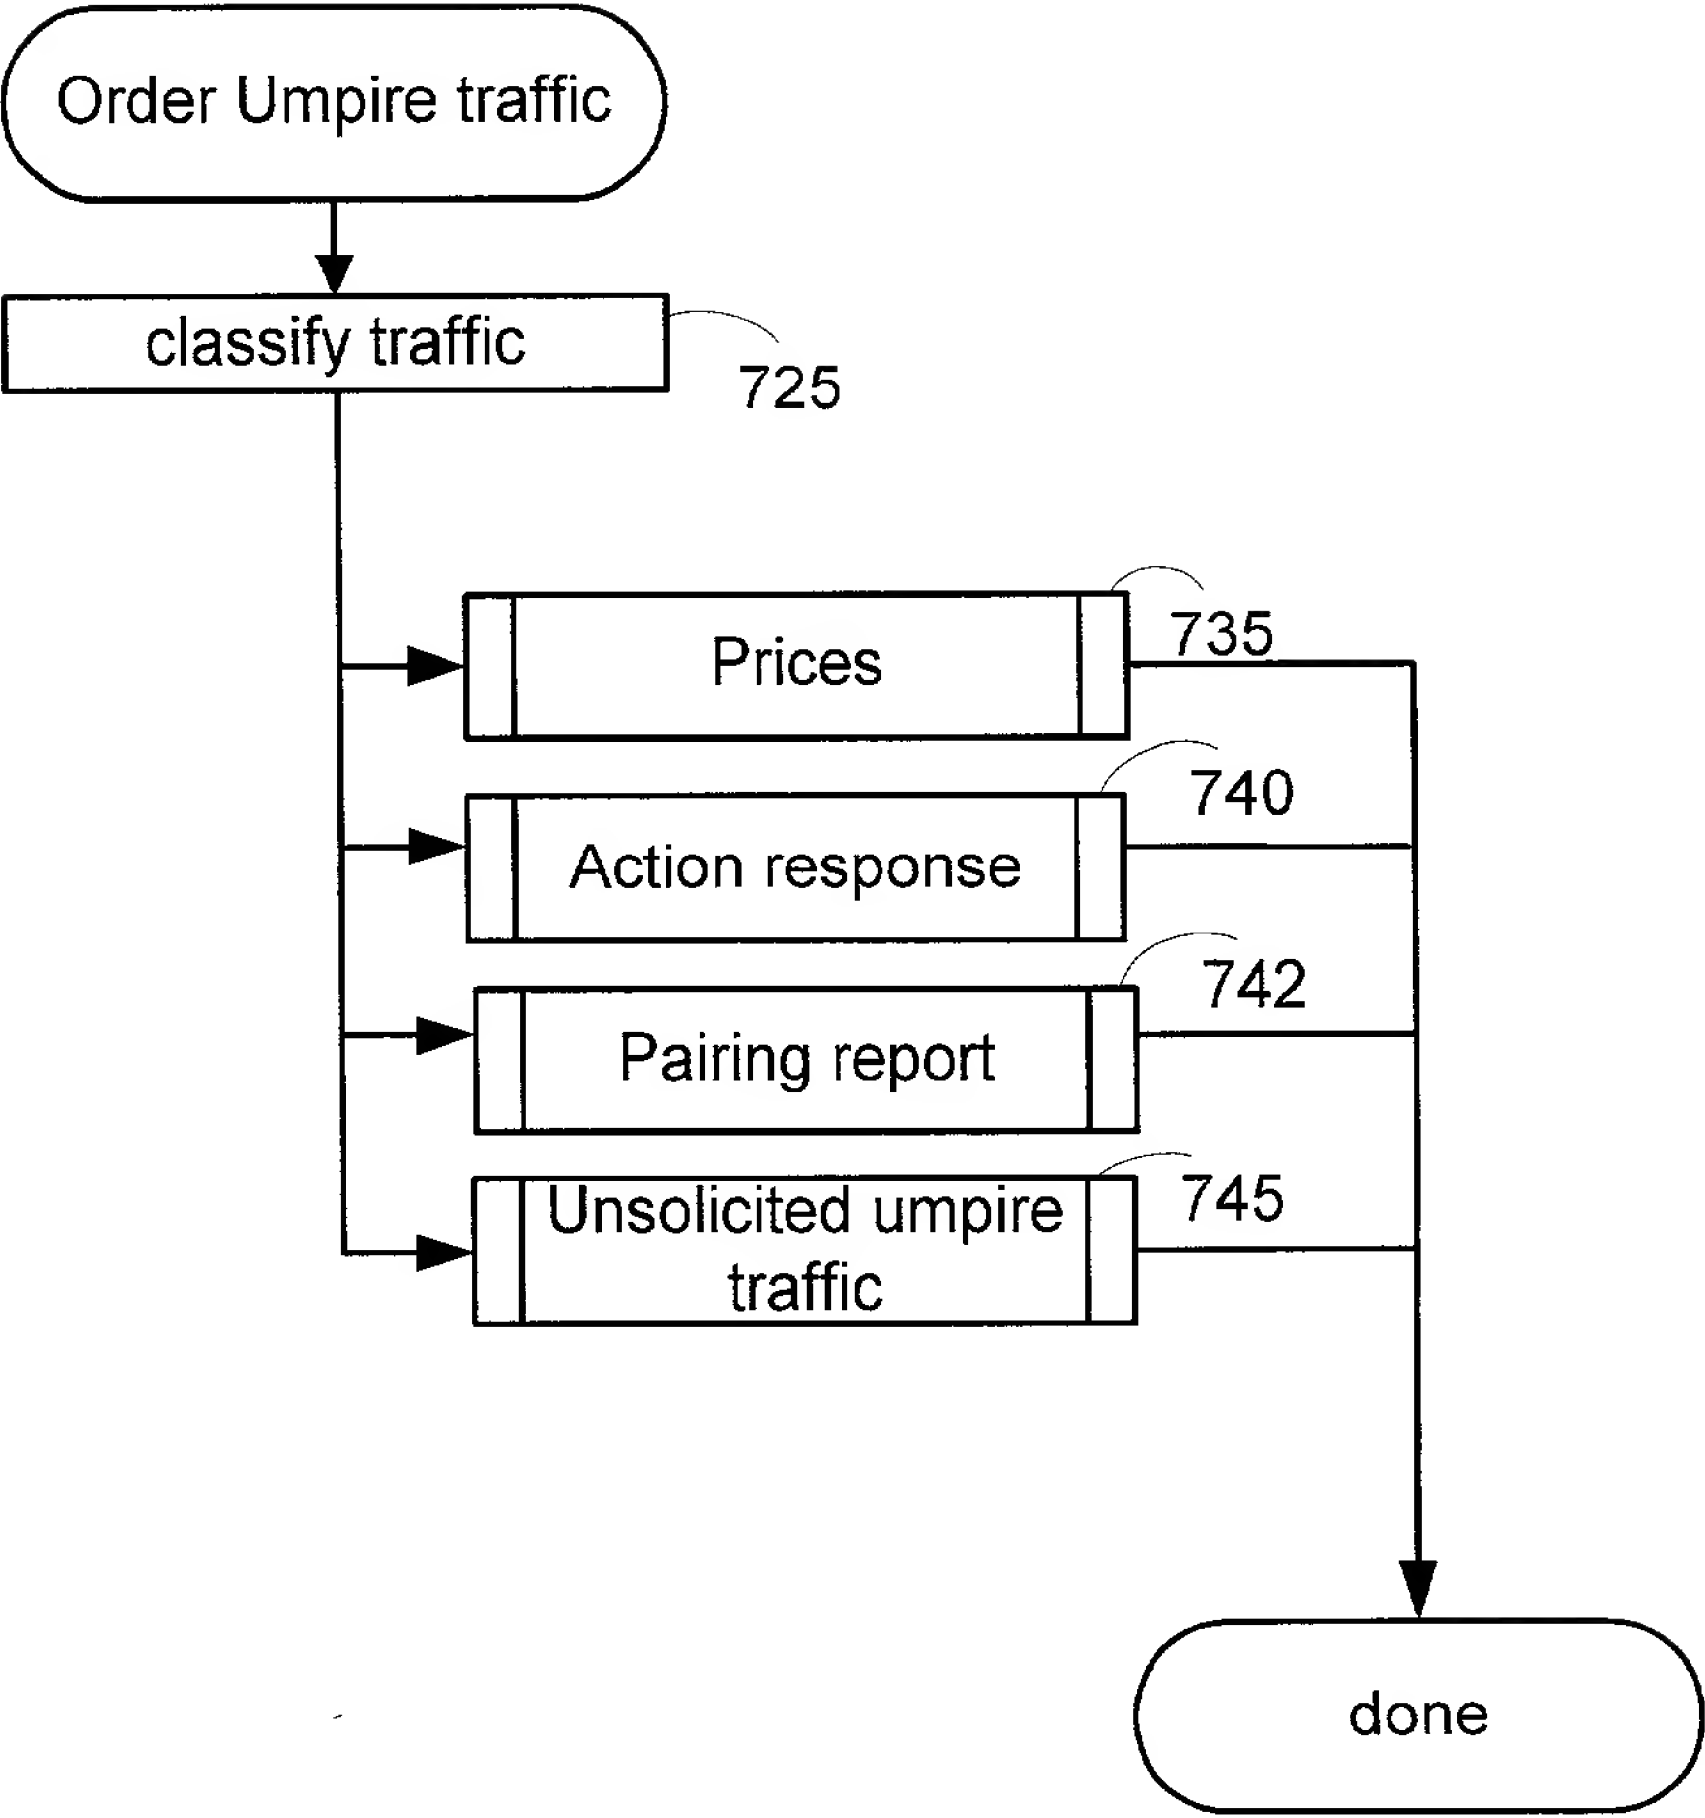 Order Umpire traffic
classify traffic
725
735
Prices
740
Action response
742
Pairing report
745
Unsolicited umpire
traffic
done